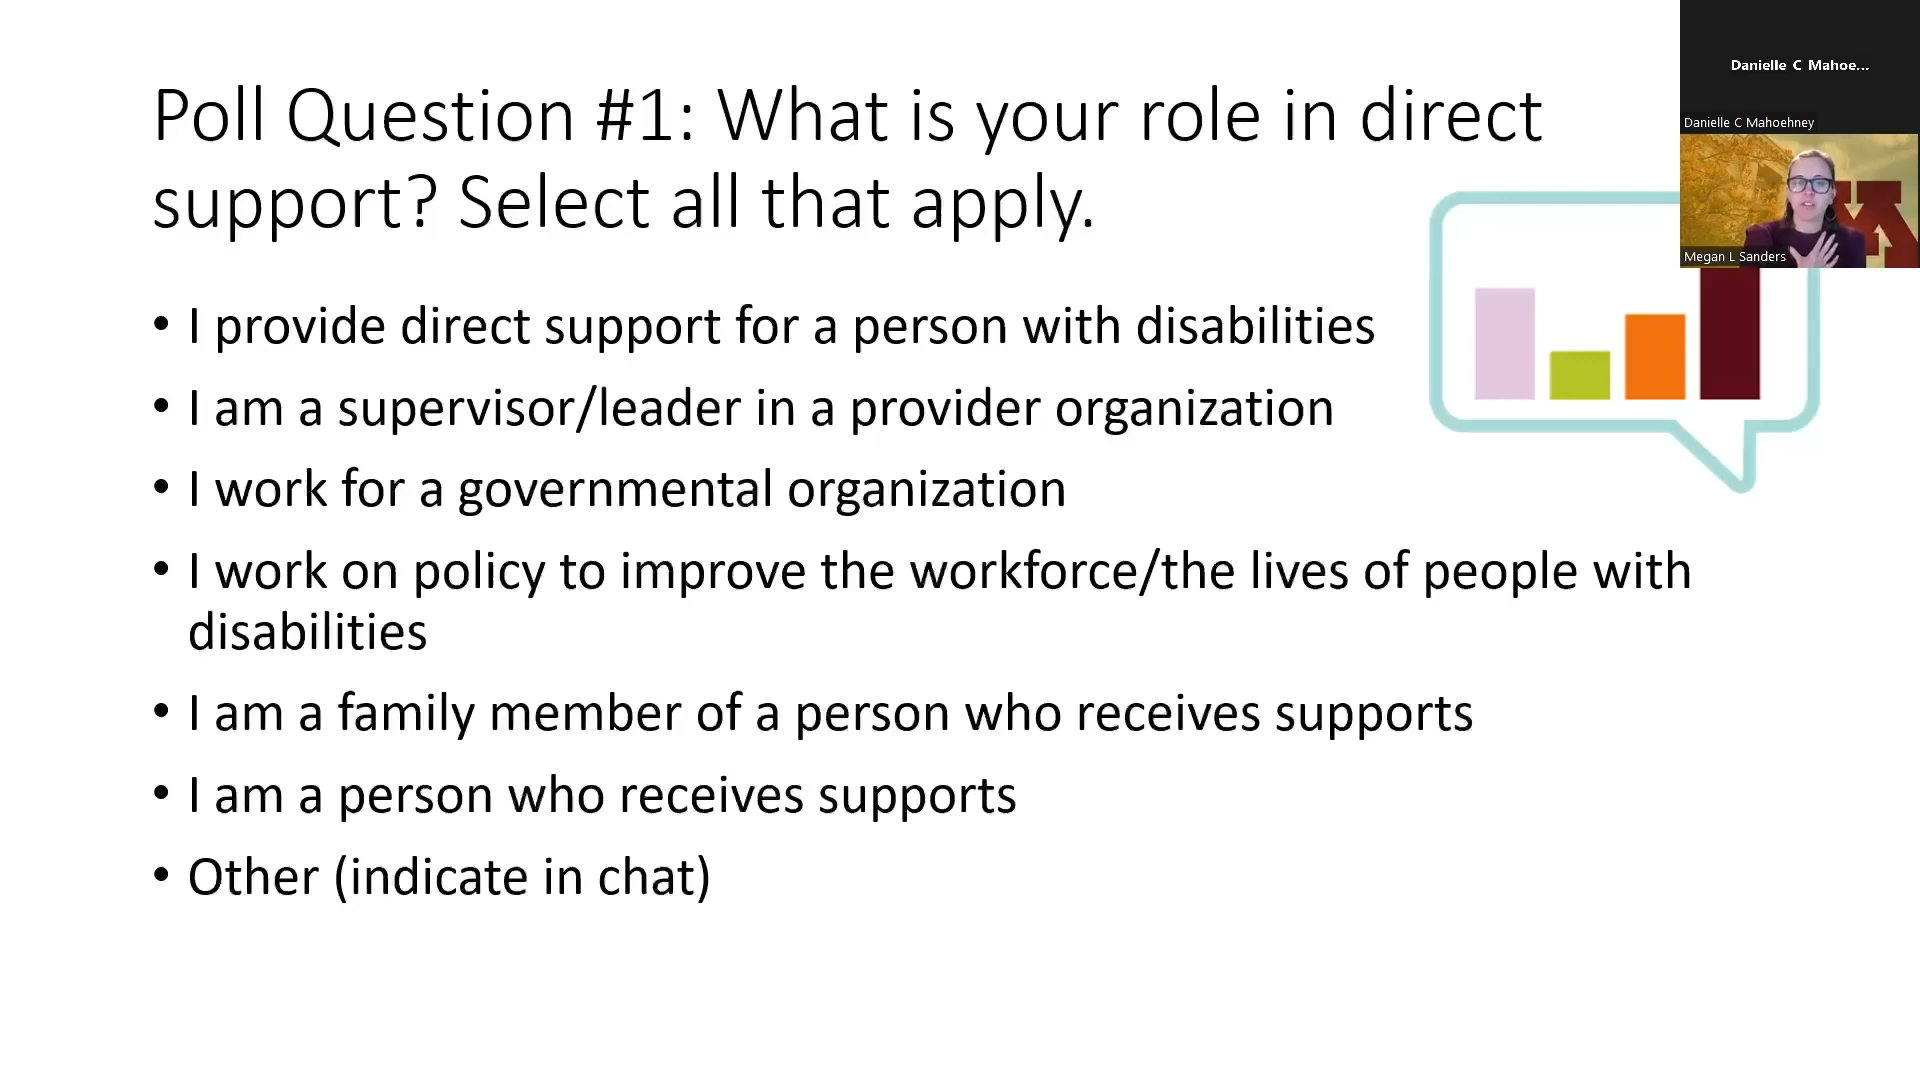 Poll Question #1: What is your role in direct
support? Select all that apply.
• I provide direct support for a person with disabilities
• I am a supervisor/leader in a provider organization
• I work for a governmental organization
• I work on policy to improve the workforce/the lives of people with
disabilities
• I am a family member of a person who receives supports
• I am a person who receives supports
• Other (indicate in chat)
Danielle C Mahoe...
Danielle C Mahoehney
Megan L Sanders